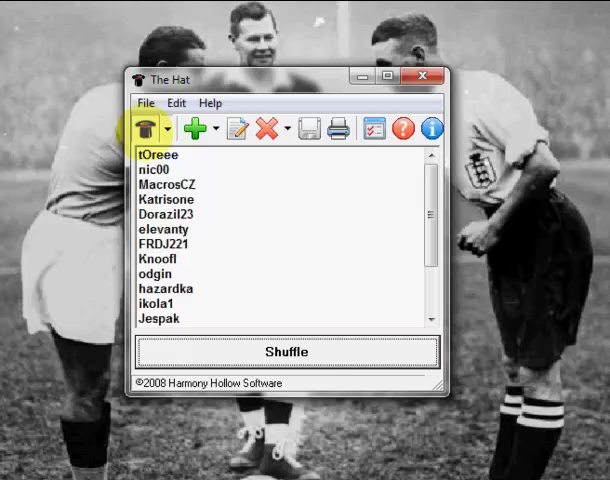 The Hat
File Edit Help
tOreee
nic00
MacrosCZ
Katrisone
Dorazil23
elevanty
FRDJ221
Knoofl
odgin
hazardka
ikola1
Jespak
Shuffle
©2008 Harmony Hollow Software